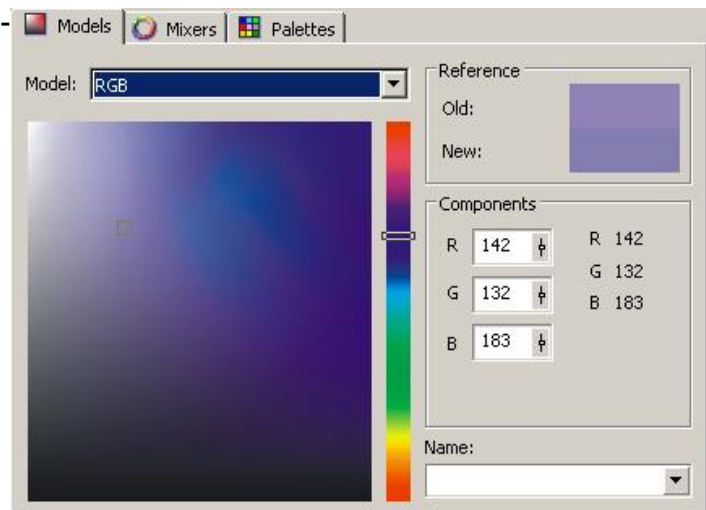 -
Models Mixers Palettes
Model: RGB
Reference
Old:
New:
Components
R 142 R 142
G 132 G 132
B 183 B 183
Name: